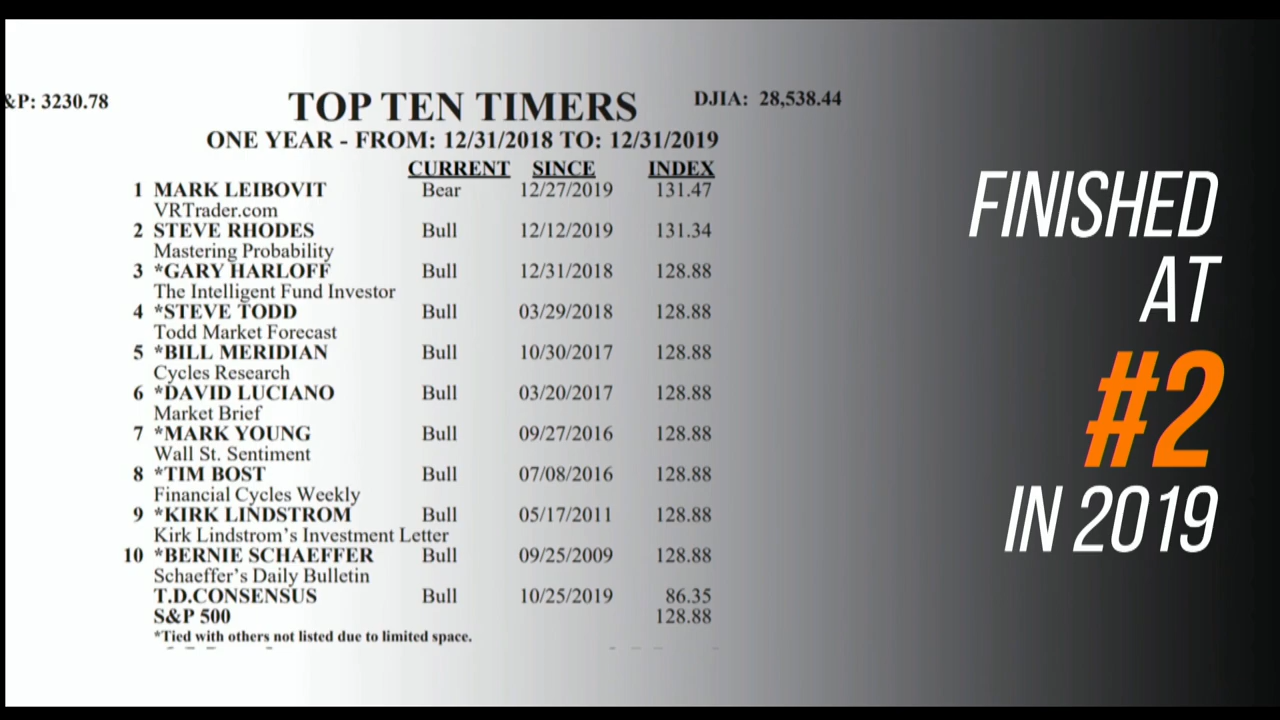 &P: 3230.78
TOP TEN TIMERS
DJIA: 28,538.44
ONE YEAR - FROM: 12/31/2018 TO: 12/31/2019
CURRENT SINCE INDEX
1 MARK LEIBOVIT Bear 12/27/2019 131.47
VRTrader.com
2 STEVE RHODES Bull 12/12/2019 131.34
Mastering Probability
3 *GARY HARLOFF Bull 12/31/2018 128.88
The Intelligent Fund Investor
4 *STEVE TODD Bull 03/29/2018 128.88
Todd Market Forecast
5 *BILL MERIDIAN Bull 10/30/2017 128.88
Cycles Research
6 *DAVID LUCIANO Bull 03/20/2017 128.88
Market Brief
7 *MARK YOUNG Bull 09/27/2016 128.88
Wall St. Sentiment
8 *TIM BOST Bull 07/08/2016 128.88
Financial Cycles Weekly
9 *KIRK LINDSTROM Bull 05/17/2011 128.88
Kirk Lindstrom's Investment Letter
10 *BERNIE SCHAEFFER Bull 09/25/2009 128.88
Schaeffer's Daily Bulletin
T.D.CONSENSUS Bull 10/25/2019 86.35
S&P 500 128.88
*Tied with others not listed due to limited space.
FINISHED
AT
#2
IN 2019